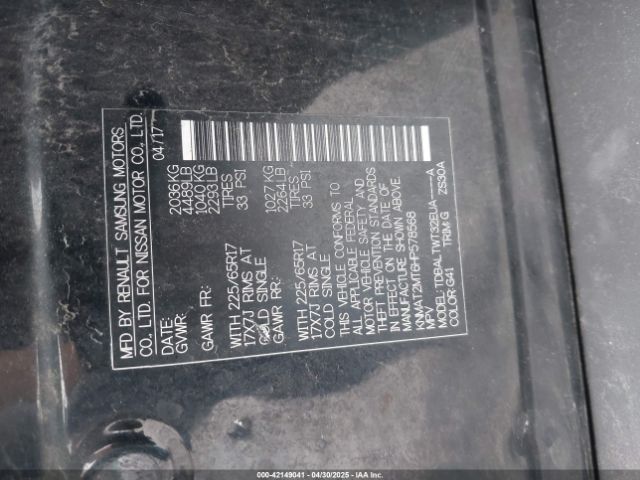 MFD BY RENAULT SAMSUNG MOTORS
CO., LTD. FOR NISSAN MOTOR CO., LTD.
DATE: 04/17
GVWR: 2036KG
4489LB
GAWR FR: 1040KG
2293LB
WITH 225/65R17 TIRES
17X7J RIMS AT 33 PSI
COLD SINGLE
GAWR RR: 1027KG
2264LB
WITH 225/65R17 TIRES
17X7J RIMS AT 33 PSI
COLD SINGLE
THIS VEHICLE CONFORMS TO
ALL APPLICABLE FEDERAL
MOTOR VEHICLE SAFETY AND
THEFT PREVENTION STANDARDS
IN EFFECT ON THE DATE OF
MANUFACTURE SHOWN ABOVE.
KNMAT2MT6HP578568
MPV
MODEL: TDBALTWT32EUA-----A
COLOR: G41 TRIM: G ZS30A
000-42149041 - 04/30/2025 - IAAI.COM